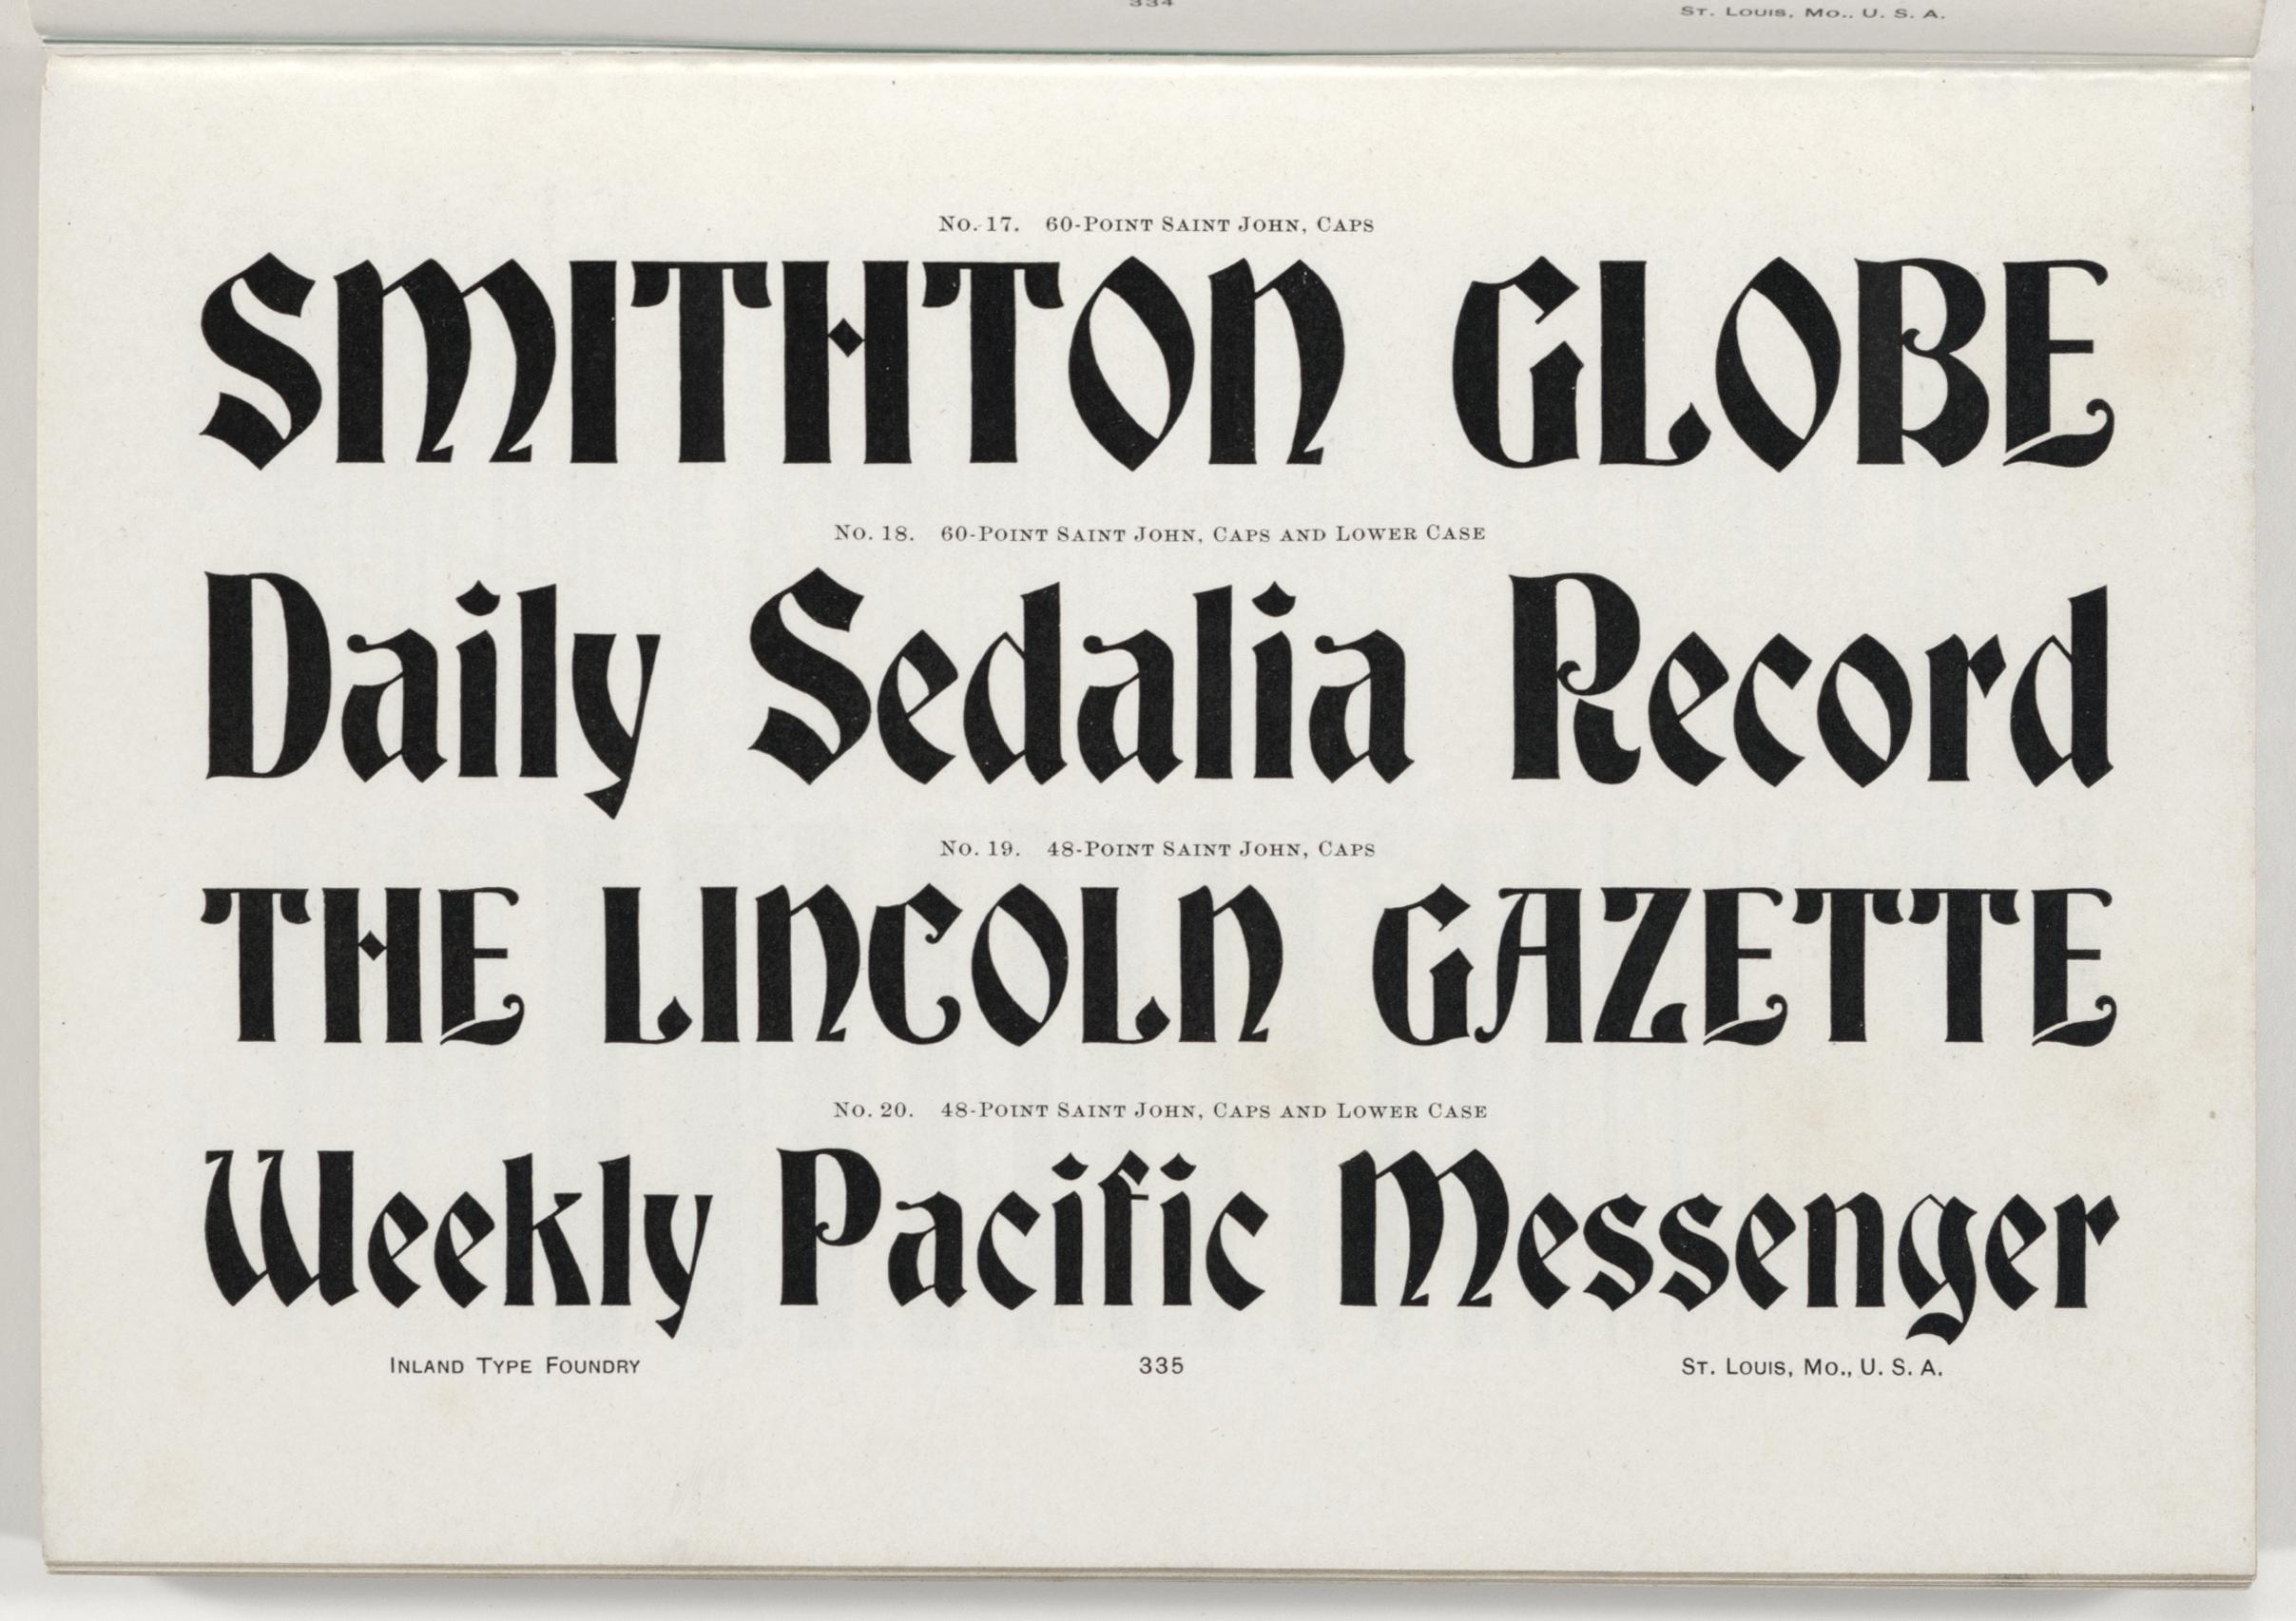 334
St. Louis, Mo., U. S. A.
No. 17. 60-Point Saint John, Caps
SMITHTON GLOBE
No. 18. 60-Point Saint John, Caps and Lower Case
Daily Sedalia Record
No. 19. 48-Point Saint John, Caps
THE LINCOLN GAZETTE
No. 20. 48-Point Saint John, Caps and Lower Case
Weekly Pacific Messenger
Inland Type Foundry 335 St. Louis, Mo., U. S. A.